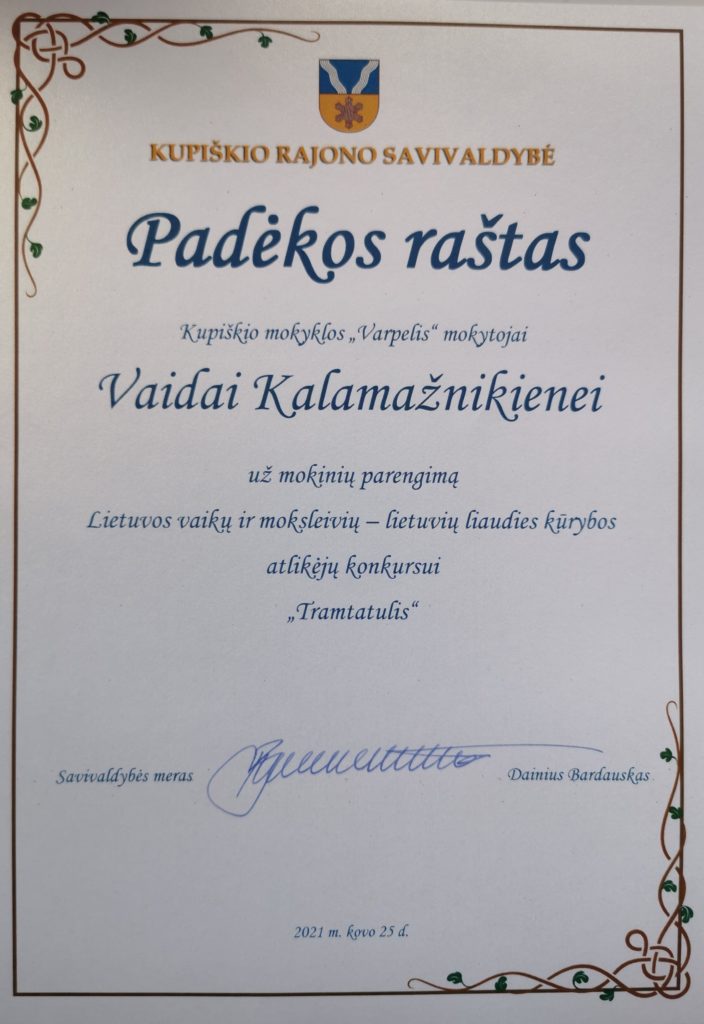 KUPIŠKIO RAJONO SAVIVALDYBĖ
Padėkos raštas
Kupiškio mokyklos „Varpelis“ mokytojai
Vaidai Kalamažnikienei
už mokinių parengimą
Lietuvos vaikų ir moksleivių – lietuvių liaudies kūrybos
atlikėjų konkursui
„Tramtatulis“
Savivaldybės meras Dainius Bardauskas
2021 m. kovo 25 d.